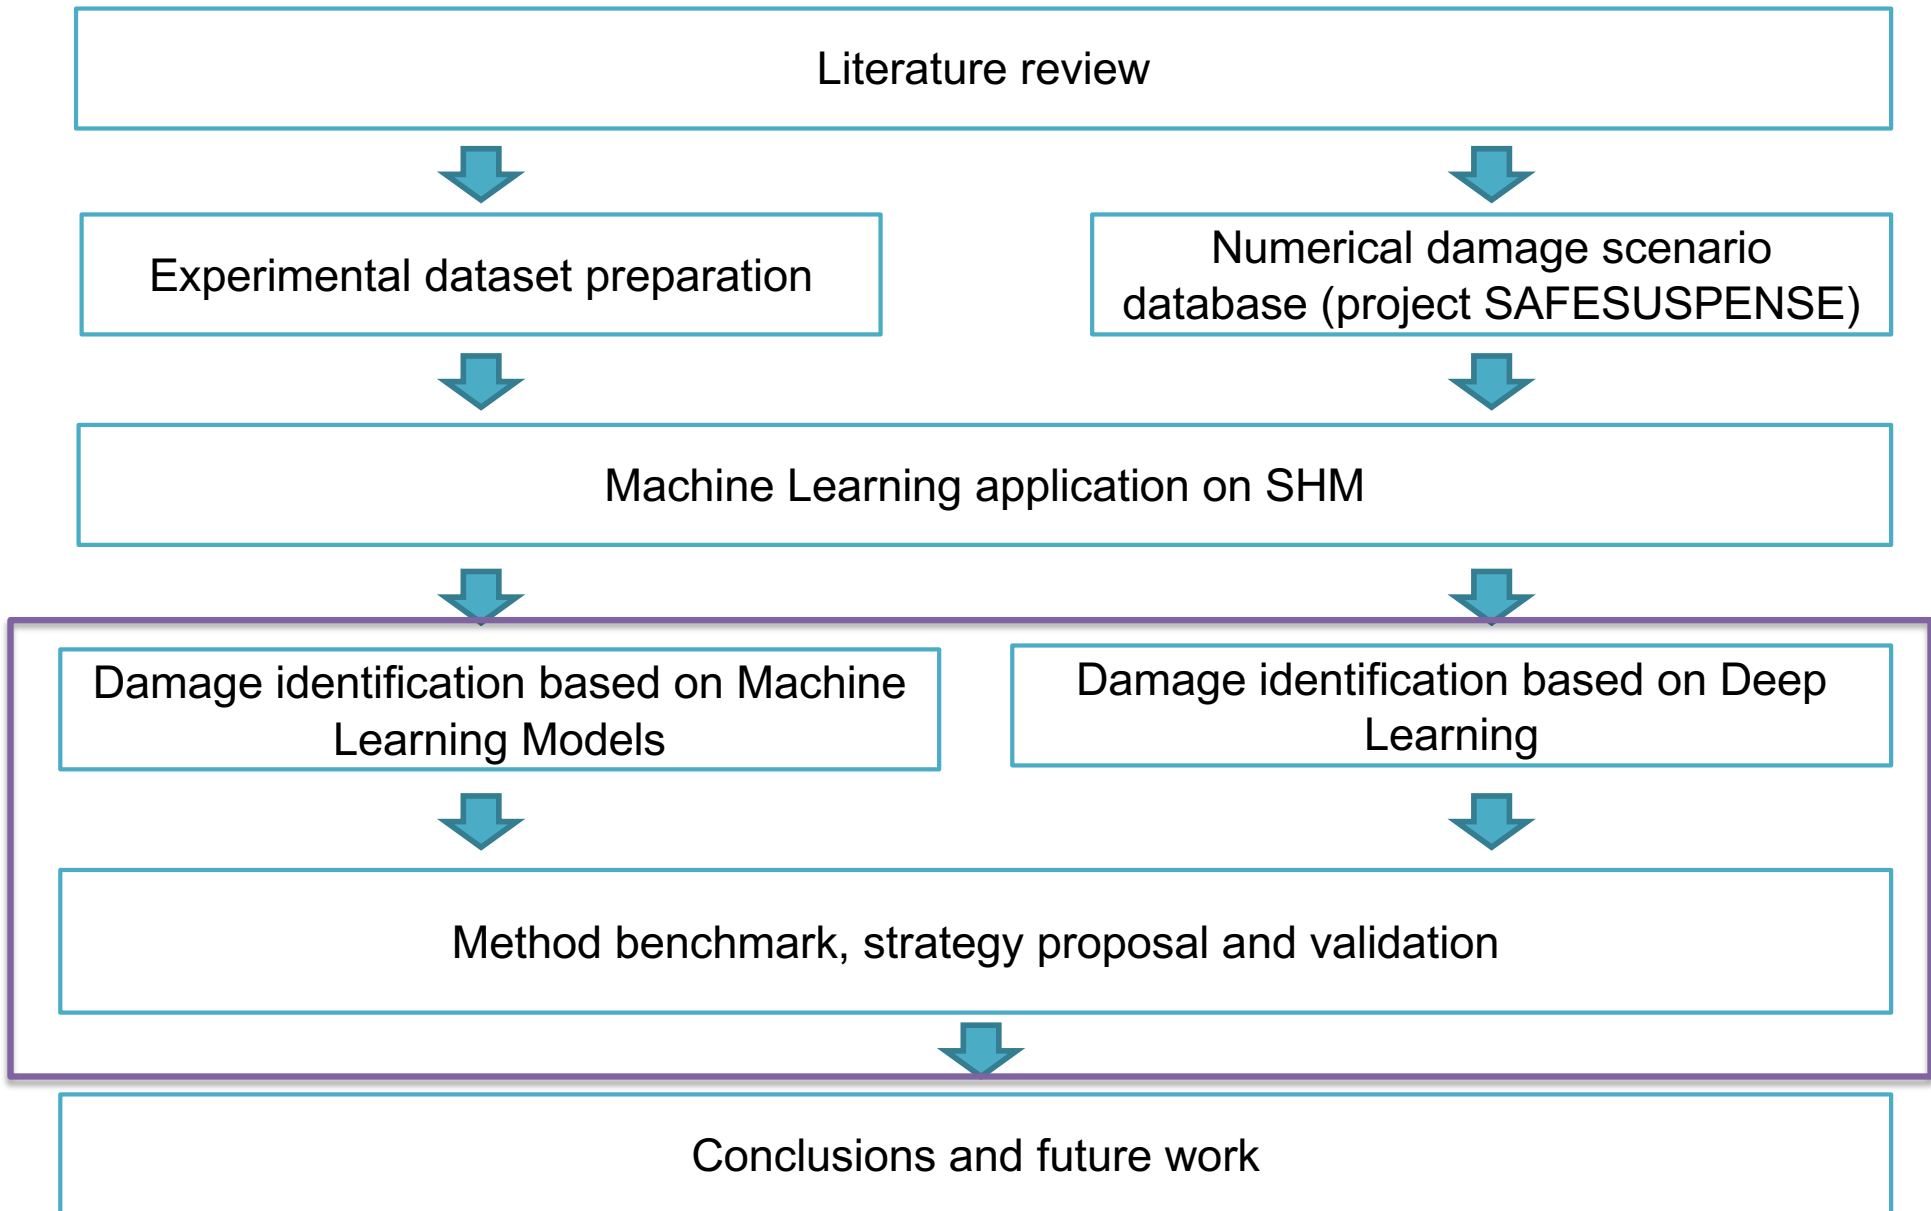 Literature review
Experimental dataset preparation
Numerical damage scenario
database (project SAFESUSPENSE)
Machine Learning application on SHM
Damage identification based on Machine
Learning Models
Damage identification based on Deep
Learning
Method benchmark, strategy proposal and validation
Conclusions and future work